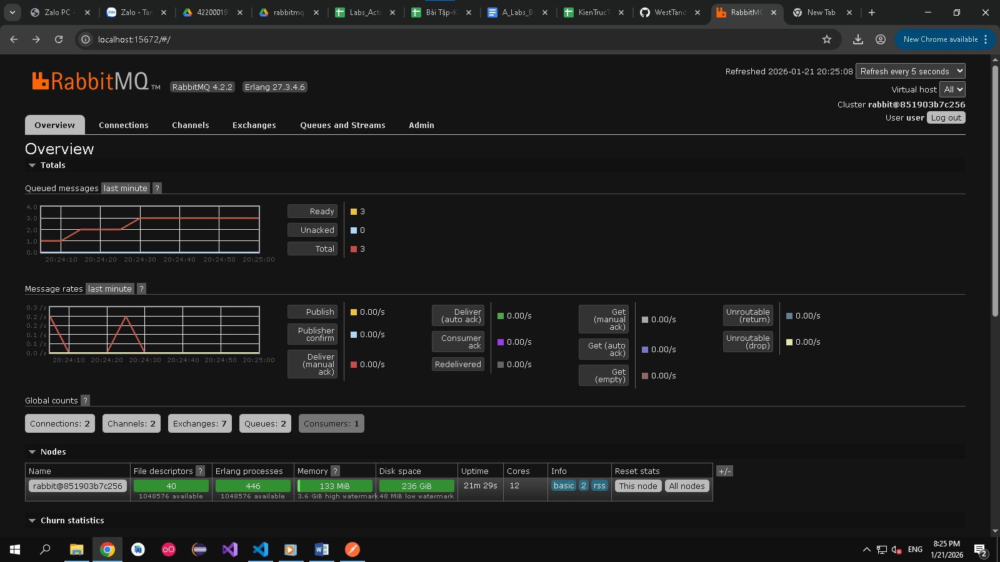 Zalo PC -
Zalo - Tan
422000019
rabbitmq
Labs_Acti
Bài Tập-K
A_Labs_B
KienTrucT
WestTand
RabbitMQ
New Tab
localhost:15672/#/
New Chrome available
RabbitMQ TM
RabbitMQ 4.2.2
Erlang 27.3.4.6
Refreshed 2026-01-21 20:25:08
Refresh every 5 seconds
Virtual host All
Cluster rabbit@851903b7c256
User user Log out
Overview
Connections
Channels
Exchanges
Queues and Streams
Admin
Overview
Totals
Queued messages last minute ?
4.0
3.0
2.0
1.0
0.0
20:24:10 20:24:20 20:24:30 20:24:40 20:24:50 20:25:00
Ready 3
Unacked 0
Total 3
Message rates last minute ?
0.3 /s
0.2 /s
0.2 /s
0.1 /s
0.1 /s
0.0 /s
20:24:10 20:24:20 20:24:30 20:24:40 20:24:50 20:25:00
Publish 0.00/s
Publisher
confirm 0.00/s
Deliver
(manual
ack) 0.00/s
Deliver
(auto ack) 0.00/s
Consumer
ack 0.00/s
Redelivered 0.00/s
Get
(manual
ack) 0.00/s
Get (auto
ack) 0.00/s
Get
(empty) 0.00/s
Unroutable
(return) 0.00/s
Unroutable
(drop) 0.00/s
Global counts ?
Connections: 2
Channels: 2
Exchanges: 7
Queues: 2
Consumers: 1
Nodes
Name File descriptors ? Erlang processes Memory ? Disk space Uptime Cores Info Reset stats +/-
rabbit@851903b7c256 40 446 133 MiB 236 GiB 21m 29s 12 basic 2 rss This node All nodes
1048576 available 1048576 available 3.6 GiB high watermark 48 MiB low watermark
Churn statistics
ENG
8:25 PM
1/21/2026
2